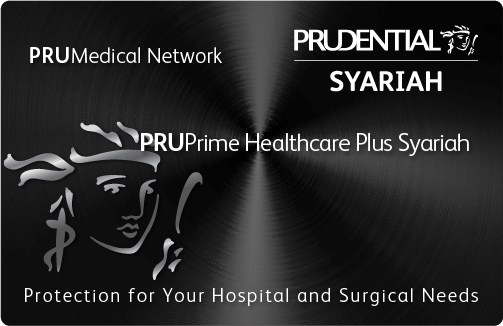 PRUMedical Network
PRUDENTIAL
SYARIAH
PRUPrime Healthcare Plus Syariah
Protection for Your Hospital and Surgical Needs